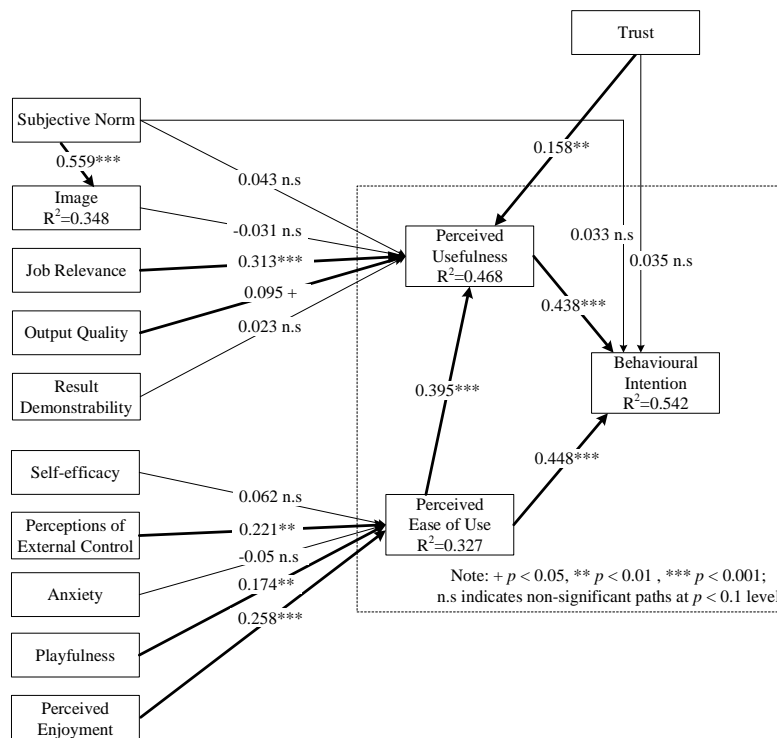 Trust
Subjective Norm
0.559***
0.158**
Image
R²=0.348
0.043 n.s
-0.031 n.s
Perceived
Usefulness
R²=0.468
0.033 n.s
0.035 n.s
Job Relevance
0.313***
0.095 +
0.438***
Output Quality
0.023 n.s
Result
Demonstrability
0.395***
Behavioural
Intention
R²=0.542
Self-efficacy
0.062 n.s
0.448***
Perceptions of
External Control
0.221**
Perceived
Ease of Use
R²=0.327
-0.05 n.s
Anxiety
0.174**
0.258***
Note: + p < 0.05, ** p < 0.01 , *** p < 0.001;
n.s indicates non-significant paths at p < 0.1 level
Playfulness
Perceived
Enjoyment